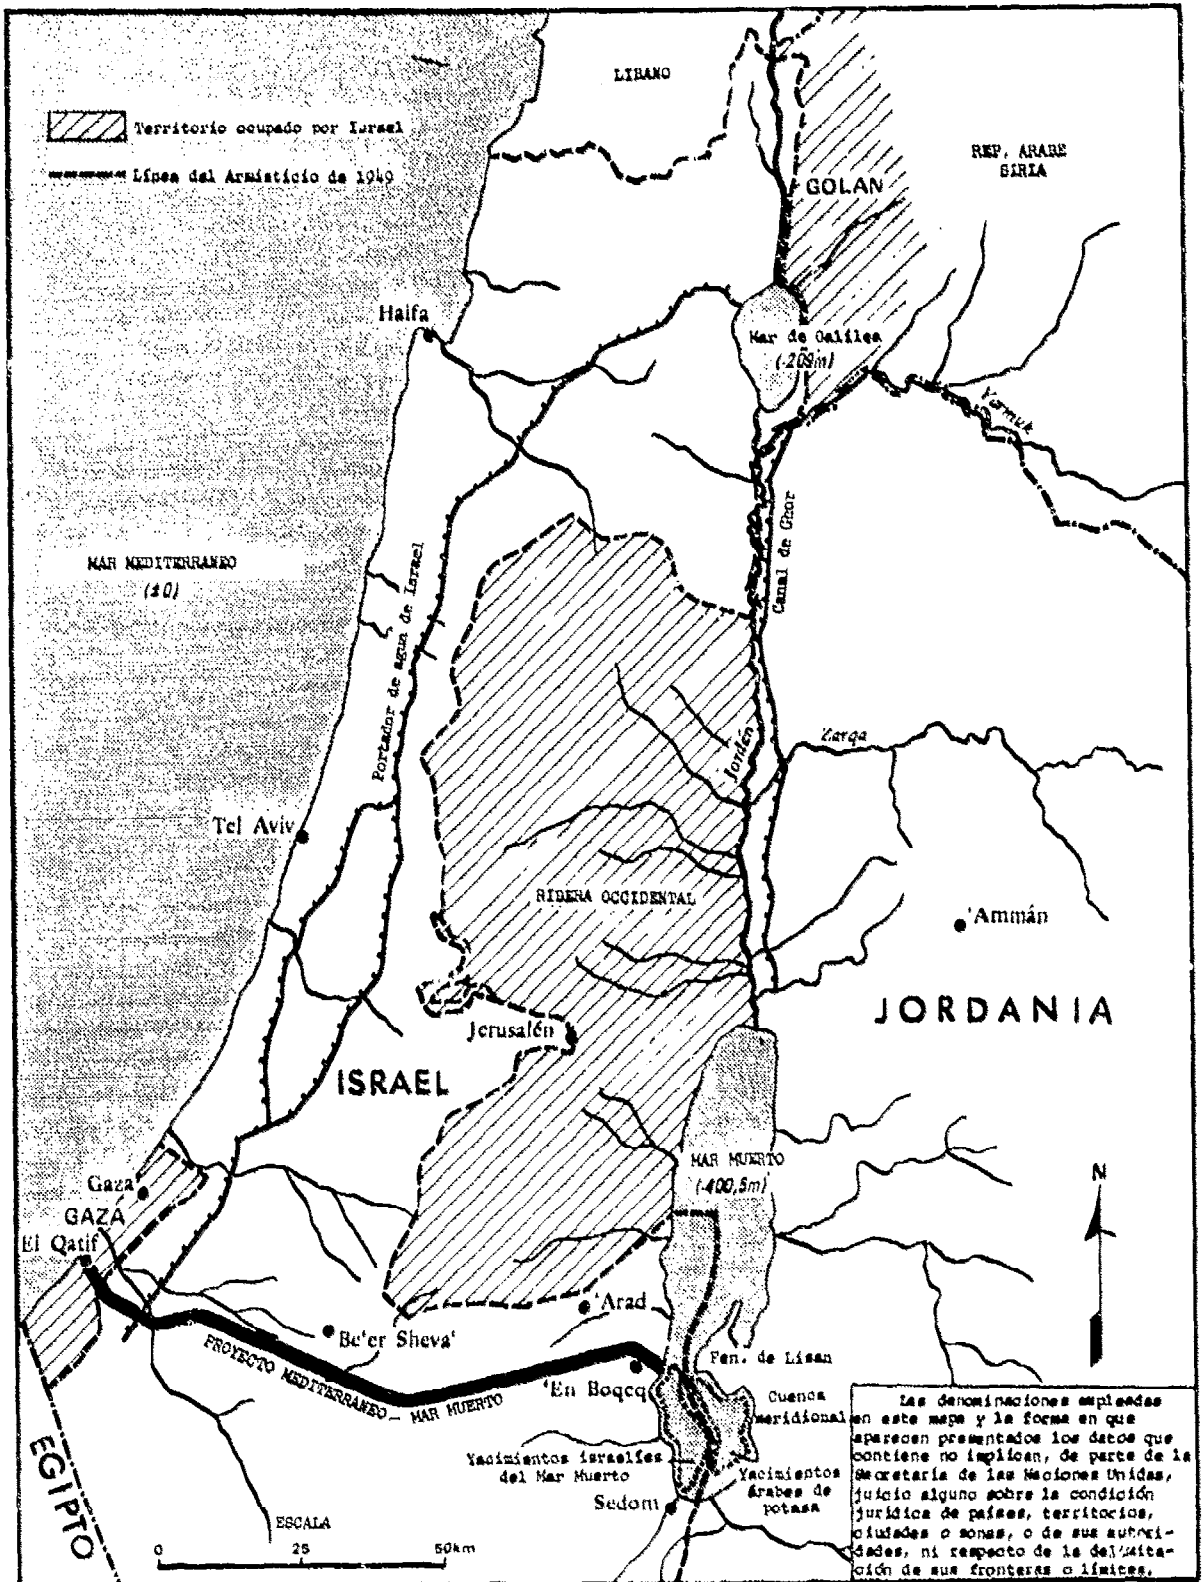 LIBANO
Territorio ocupado por Israel
Línea del Armisticio de 1949
REP. ARABE
SIRIA
GOLAN
Haifa
Mar de Galilea
(-209m)
Yarmuk
Canal de Ghor
MAR MEDITERRANEO
(±0)
Portador de agua de Israel
Jordán
Zarqa
Tel Aviv
RIBERA OCCIDENTAL
'Ammán
JORDANIA
Jerusalén
ISRAEL
MAR MUERTO
(-400,5m)
N
Gaza
GAZA
El Qatif
'Arad
Be'er Sheva'
Pen. de Lisan
PROYECTO MEDITERRANEO - MAR MUERTO
'En Boqeq
Cuenca
meridional
Yacimientos israelíes
del Mar Muerto
Yacimientos
árabes de
potasa
Sedom
EGIPTO
ESCALA
0 25 50km
Las denominaciones empleadas
en este mapa y la forma en que
aparecen presentados los datos que
contiene no implican, de parte de la
Secretaría de las Naciones Unidas,
juicio alguno sobre la condición
jurídica de países, territorios,
ciudades o zonas, o de sus autori-
dades, ni respecto de la delimita-
ción de sus fronteras o límites.